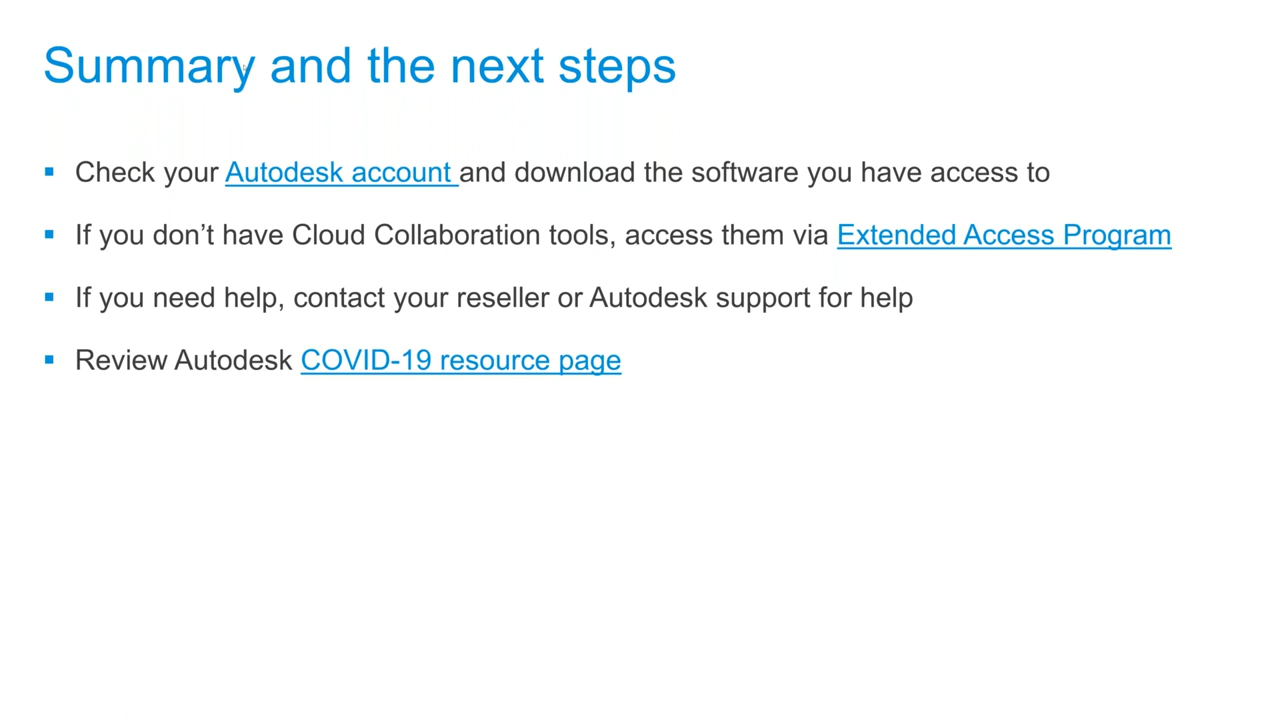 Summary and the next steps
Check your Autodesk account and download the software you have access to
If you don’t have Cloud Collaboration tools, access them via Extended Access Program
If you need help, contact your reseller or Autodesk support for help
Review Autodesk COVID-19 resource page